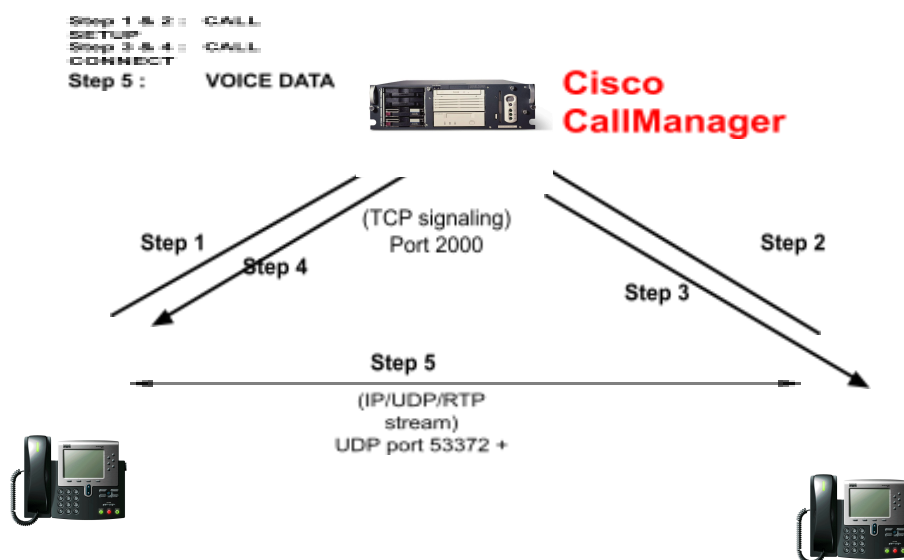 Step 1 & 2 : CALL
SETUP
Step 3 & 4 : CALL
CONNECT
Step 5 : VOICE DATA
Cisco
CallManager
(TCP signaling)
Port 2000
Step 1
Step 4
Step 2
Step 3
Step 5
(IP/UDP/RTP
stream)
UDP port 53372 +